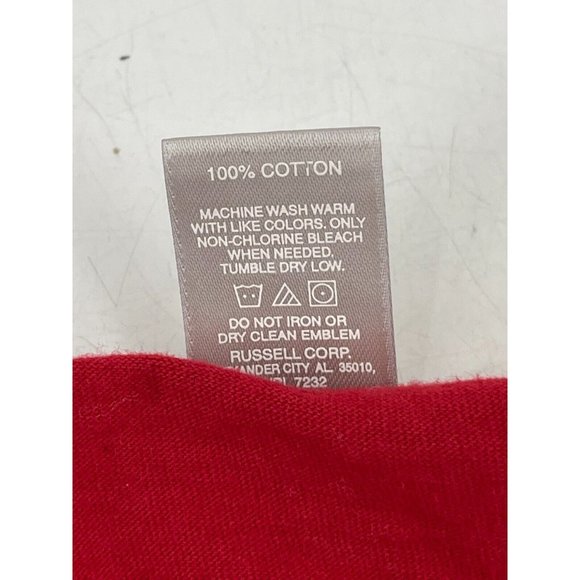 100% COTTON
MACHINE WASH WARM
WITH LIKE COLORS. ONLY
NON-CHLORINE BLEACH
WHEN NEEDED.
TUMBLE DRY LOW.
DO NOT IRON OR
DRY CLEAN EMBLEM
RUSSELL CORP.
CITY AL 35010,
7232